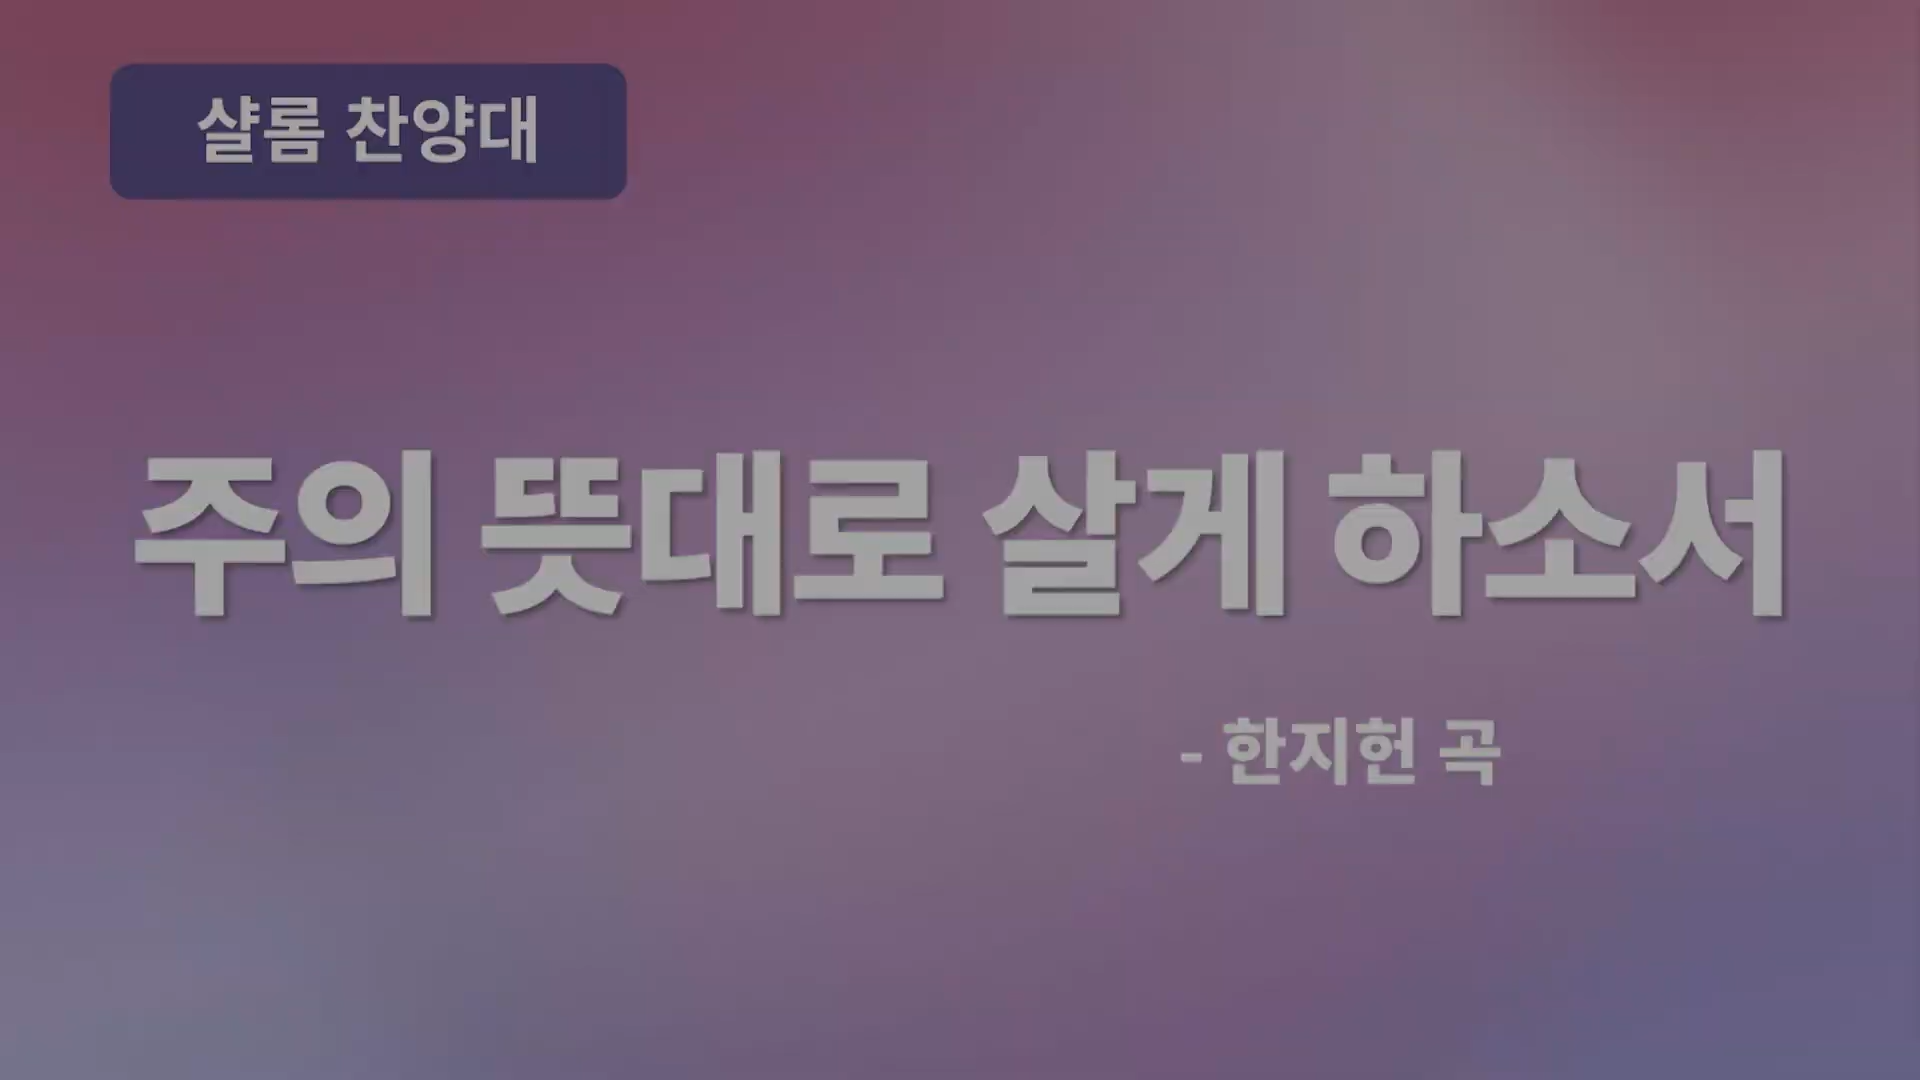 샬롬 찬양대
주의 뜻대로 살게 하소서
- 한지헌 곡